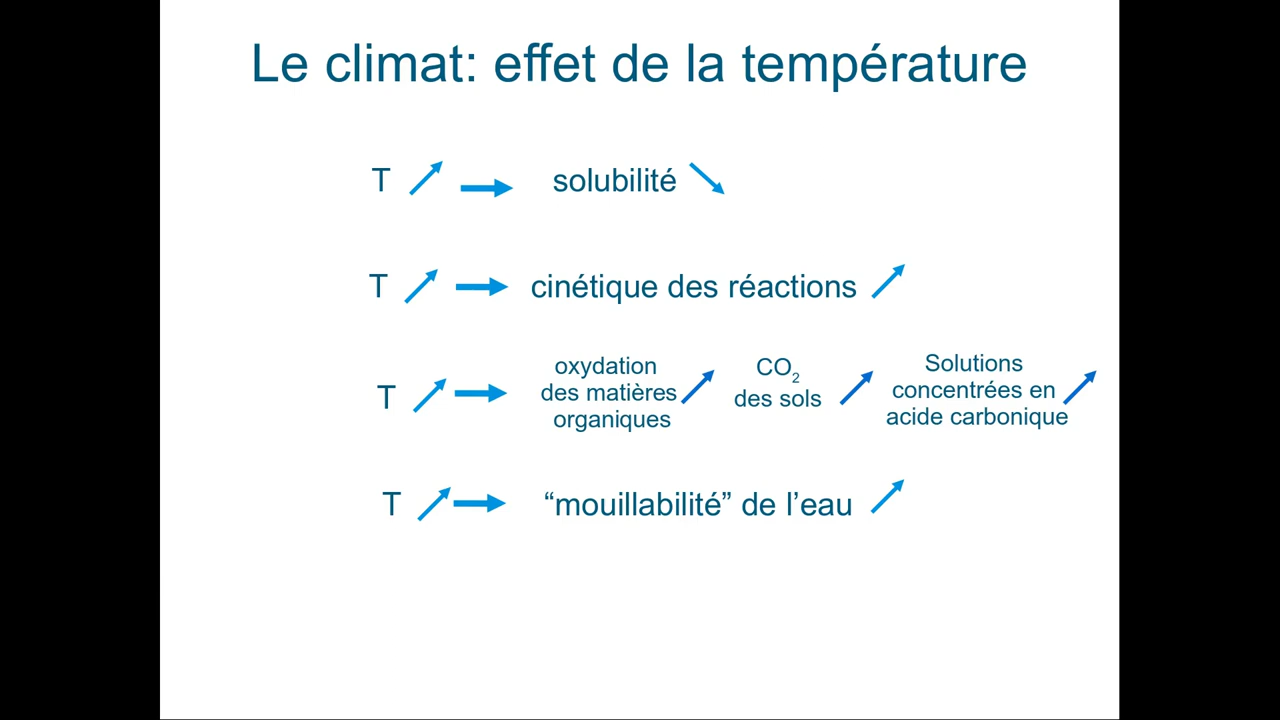 Le climat: effet de la température
T solubilité
T cinétique des réactions
T
oxydation
des matières
organiques
CO2
des sols
Solutions
concentrées en
acide carbonique
T “mouillabilité” de l’eau